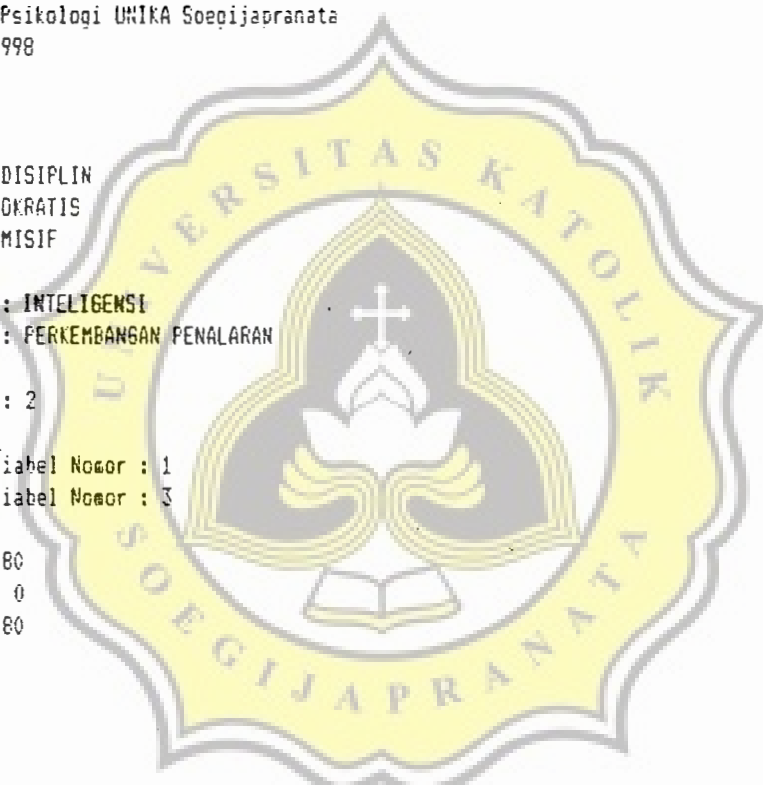 Psikologi UNIKA Soegijapranata
998
DISIPLIN
OKRATIS
MISIF
: INTELIGENSI
: PERKEMBANGAN PENALARAN
: 2
iabel Nomor : 1
iabel Nomor : 3
80
0
80
UNIVERSITAS KATOLIK
SOEGIJAPRANATA